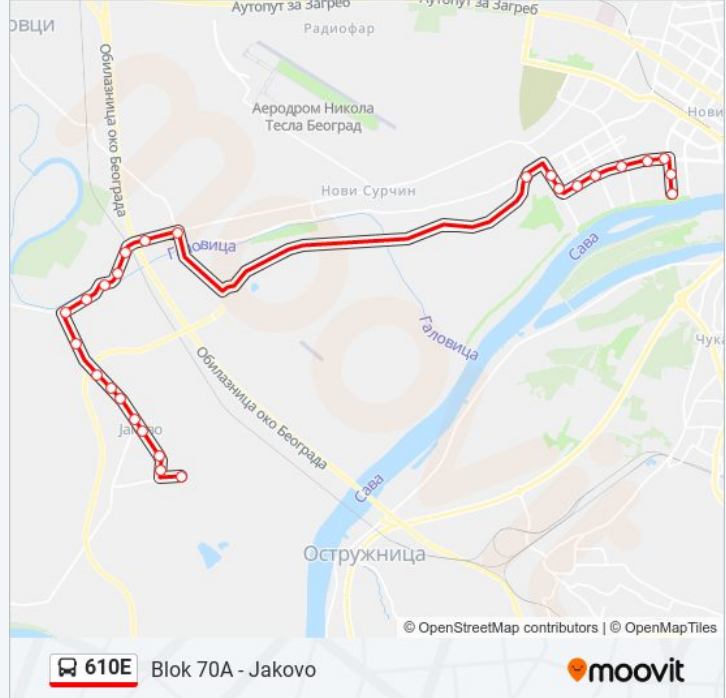 Аутопут за Загреб
Аутопут за Загреб
овци
Радиофар
Обилазница око Београда
Аеродром Никола
Тесла Београд
Нови
Нови Сурчин
Сава
Галовица
Чука
Обилазница око Београда
Jakovo
Сава
Остружница
© OpenStreetMap contributors | © OpenMapTiles
610E Blok 70A - Jakovo
moovit